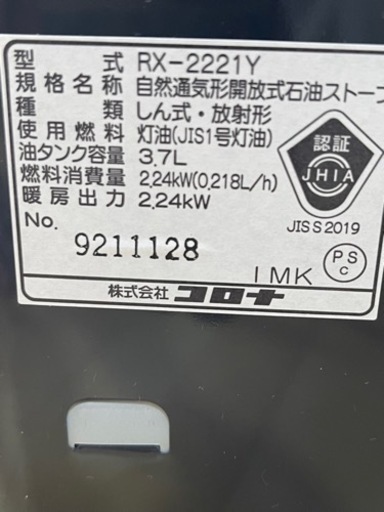 型式 RX-2221Y
規格名称 自然通気形開放式石油ストーブ
種類 しん式・放射形
使用燃料 灯油(JIS1号灯油)
油タンク容量 3.7L
燃料消費量 2.24kW(0.218L/h)
暖房出力 2.24kW
認証
JHIA
JIS S 2019
No. 9211128
1MK
PS
C
株式会社 コロナ